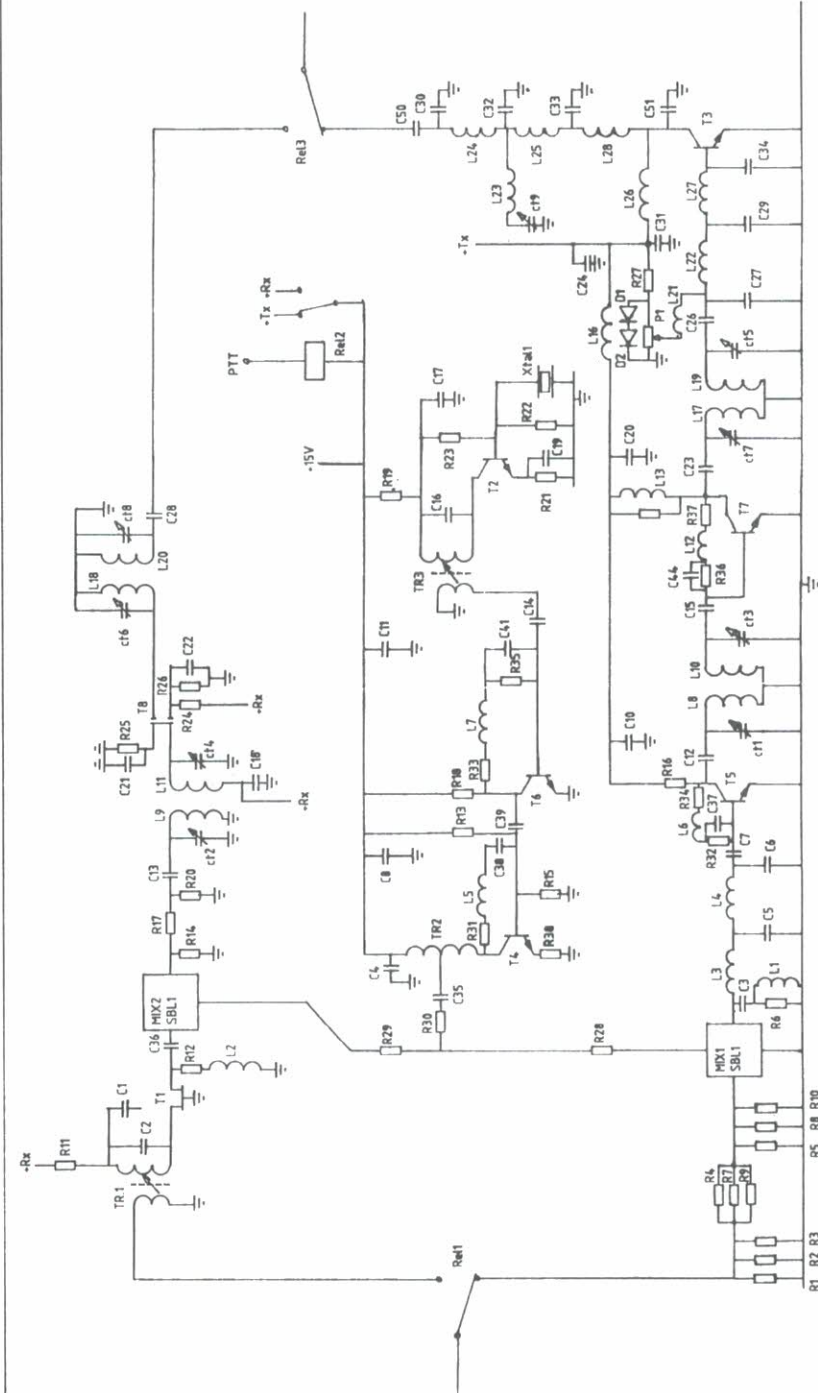 +Rx
R11
C1
C2
TR.1
T1
C36
R12
L2
MIX2
SBL1
R14
R17
R20
C13
ct2
L9
L11
C18
+Rx
ct4
C21
R25
T8
R24
+Rx
R26
C22
ct6
L18
L20
ct8
C28
Rel3
Rel1
R29
R30
C35
R28
C4
TR2
R31
L5
C38
T4
R38
R15
C8
R13
R18
C39
T6
R33
L7
C41
R35
C11
C14
TR3
C16
R19
-15V
R23
C17
T2
R21
C19
R22
Xtal1
PTT
Rel2
+Tx
+Rx
C50
C30
L24
C32
L23
ct9
L25
C33
L28
C51
L26
T3
+Tx
C24
C31
R27
D1
D2
P1
L21
L16
L22
L27
C34
C29
C27
C26
ct5
L19
L17
ct7
C23
C20
L13
R37
L12
C44
R36
T7
C15
ct3
L10
L8
ct1
C12
C10
R16
R34
L6
C37
R32
T5
C7
C6
L4
C5
L3
C3
L1
R6
MIX1
SBL1
R4
R7
R9
R1
R2
R3
R5
R8
R10